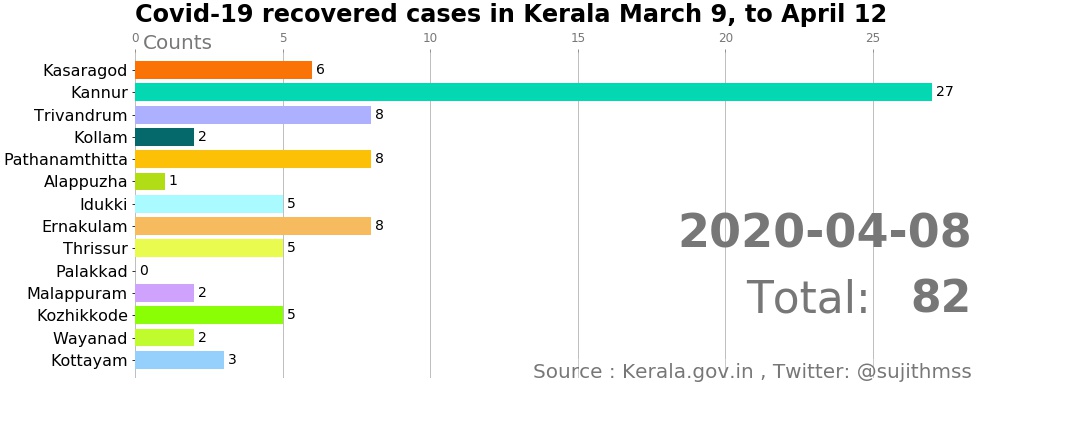 Covid-19 recovered cases in Kerala March 9, to April 12
0 5 10 15 20 25
Counts
Kasaragod 6
Kannur 27
Trivandrum 8
Kollam 2
Pathanamthitta 8
Alappuzha 1
Idukki 5
Ernakulam 8
Thrissur 5
Palakkad 0
Malappuram 2
Kozhikkode 5
Wayanad 2
Kottayam 3
2020-04-08
Total: 82
Source : Kerala.gov.in , Twitter: @sujithmss